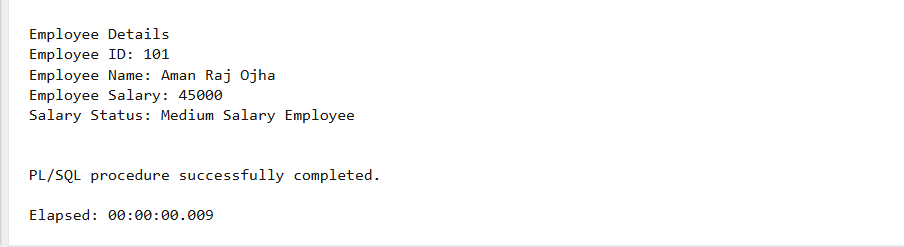 Employee Details
Employee ID: 101
Employee Name: Aman Raj Ojha
Employee Salary: 45000
Salary Status: Medium Salary Employee
PL/SQL procedure successfully completed.
Elapsed: 00:00:00.009